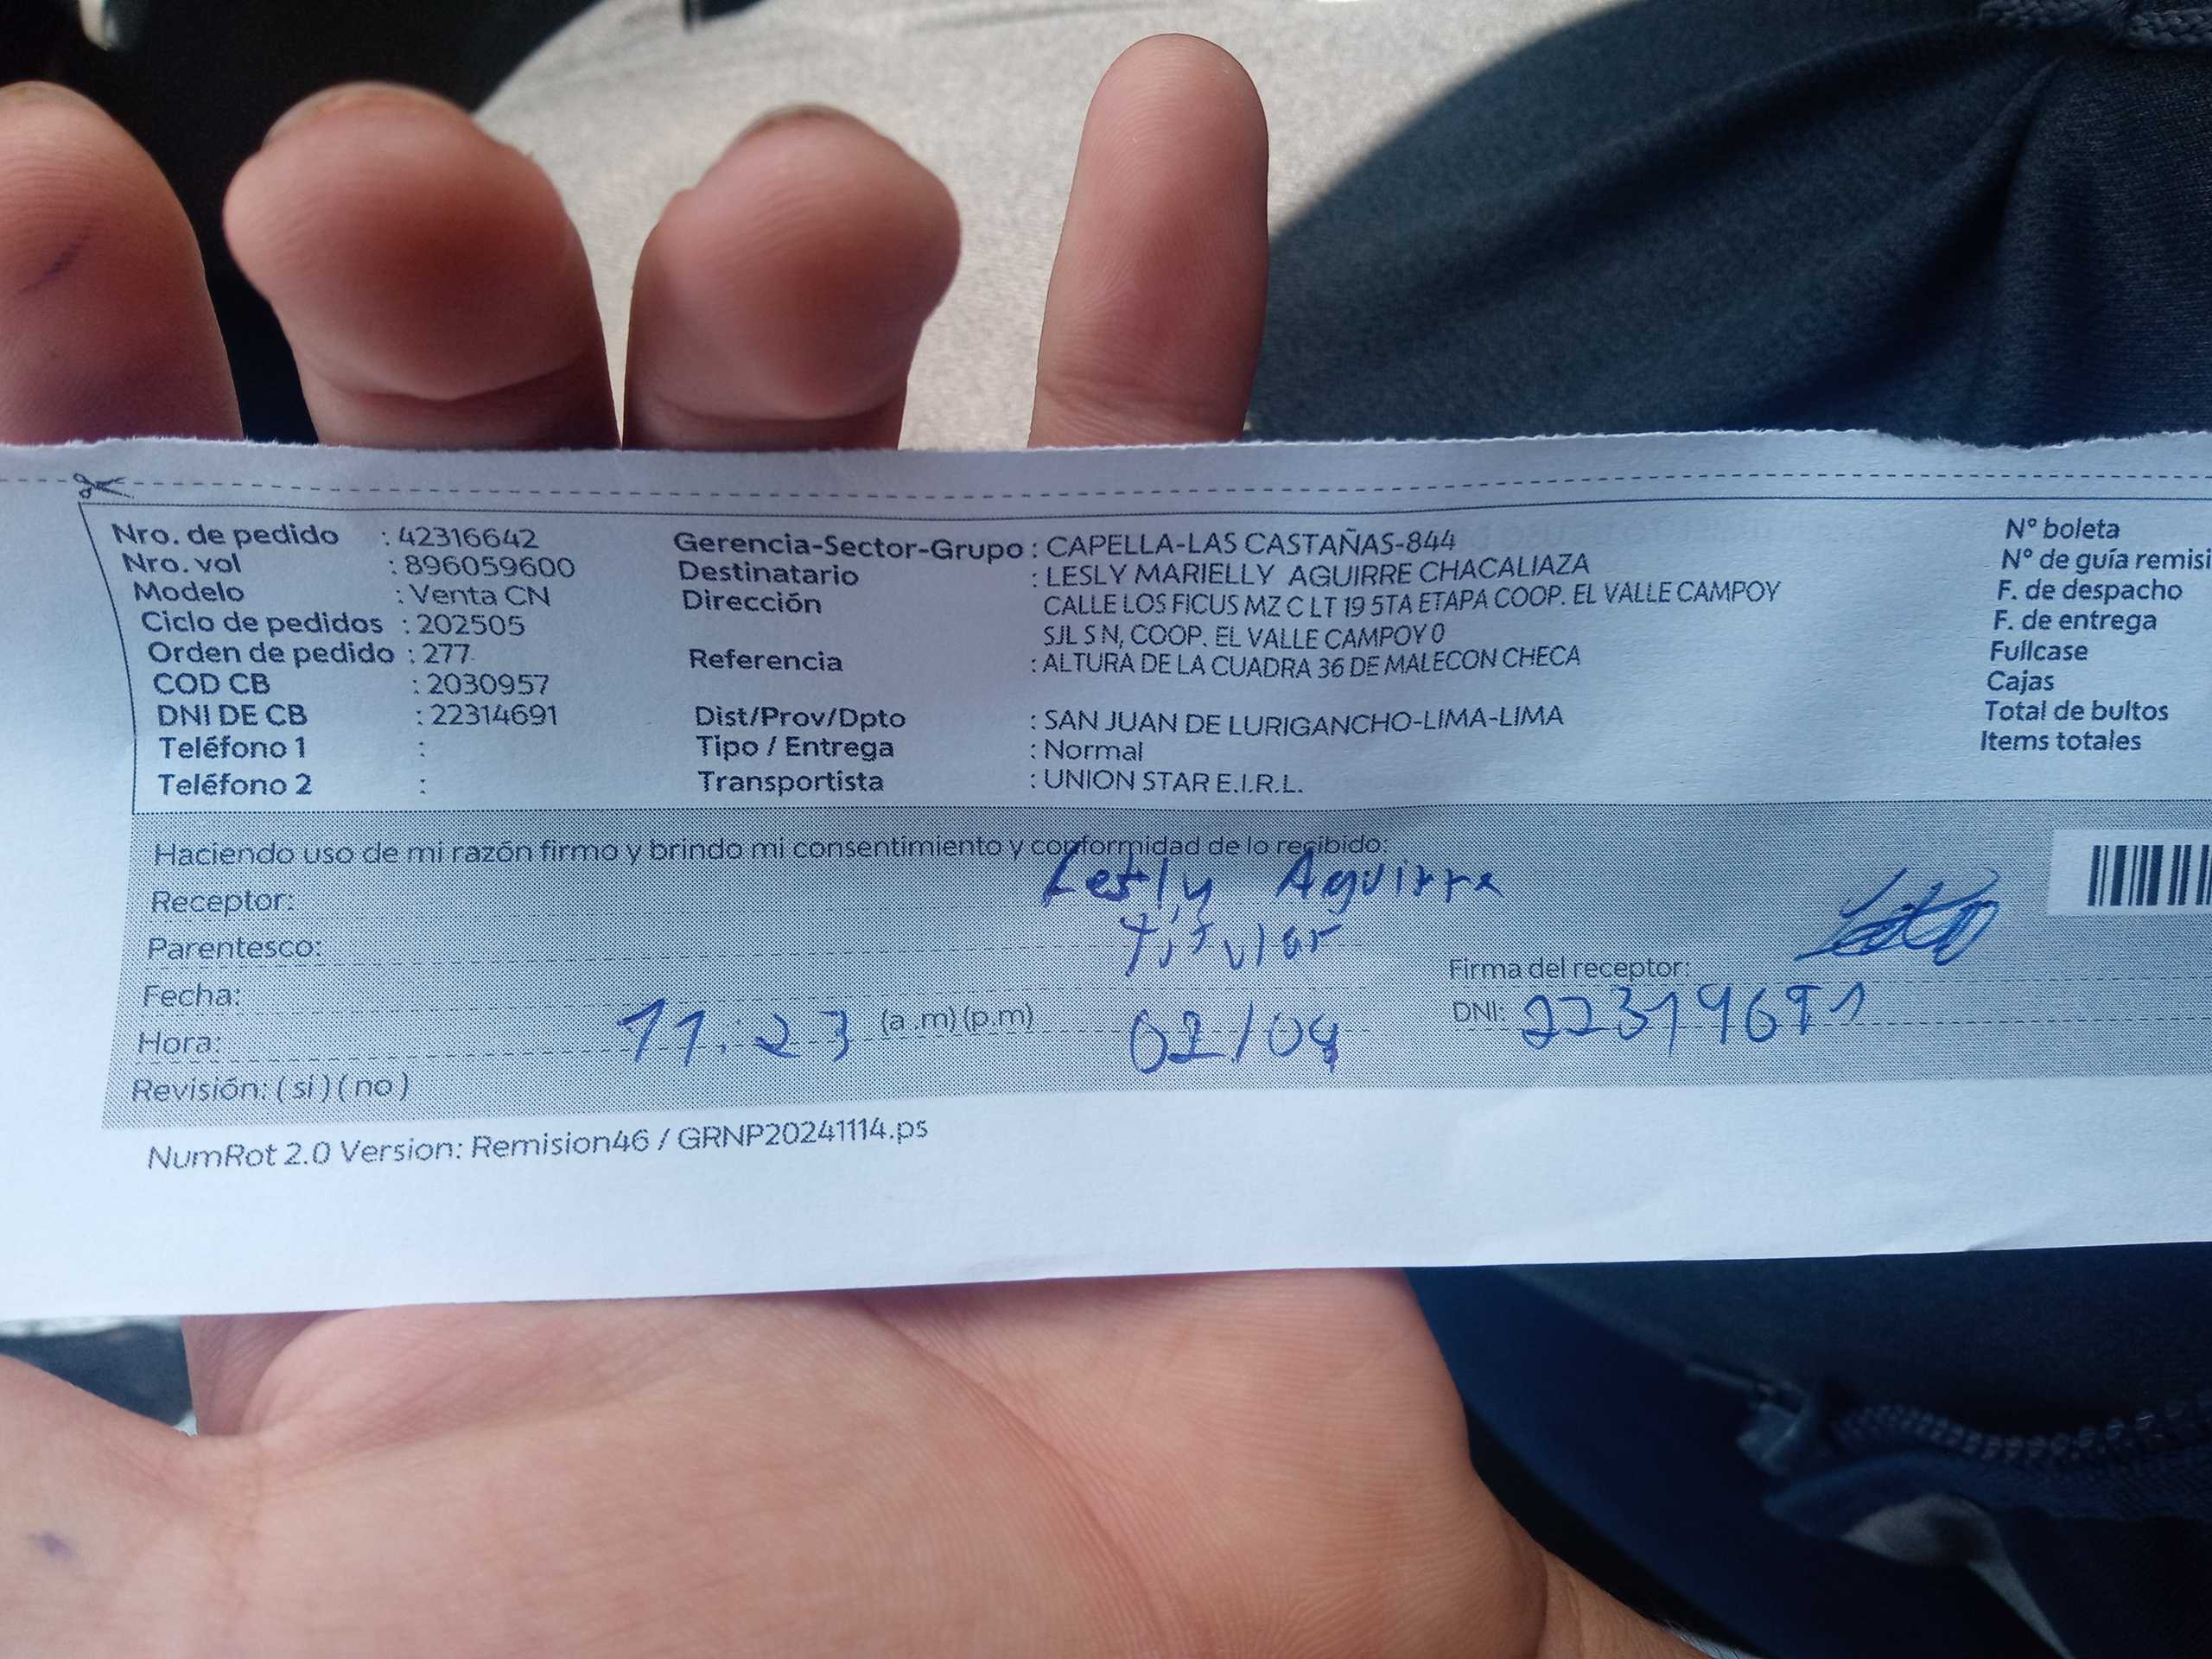 Nro. de pedido : 42316642
Nro. vol : 896059600
Modelo : Venta CN
Ciclo de pedidos : 202505
Orden de pedido : 277
COD CB : 2030957
DNI DE CB : 22314691
Teléfono 1 :
Teléfono 2 :
Gerencia-Sector-Grupo : CAPELLA-LAS CASTAÑAS-844
Destinatario : LESLY MARIELLY AGUIRRE CHACALIAZA
Dirección CALLE LOS FICUS MZ C LT 19 5TA ETAPA COOP. EL VALLE CAMPOY
SJL S N, COOP. EL VALLE CAMPOY 0
Referencia : ALTURA DE LA CUADRA 36 DE MALECON CHECA
Dist/Prov/Dpto : SAN JUAN DE LURIGANCHO-LIMA-LIMA
Tipo / Entrega : Normal
Transportista : UNION STAR E.I.R.L.
N° boleta
N° de guía remisi
F. de despacho
F. de entrega
Fullcase
Cajas
Total de bultos
Items totales
Haciendo uso de mi razón firmo y brindo mi consentimiento y conformidad de lo recibido:
Receptor: Lesly Aguirre
Parentesco: Titular
Firma del receptor:
Fecha: 02/04
DNI: 22314691
Hora: 11:23 (a.m) (p.m)
Revisión: ( si ) ( no )
NumRot 2.0 Version: Remision46 / GRNP20241114.ps